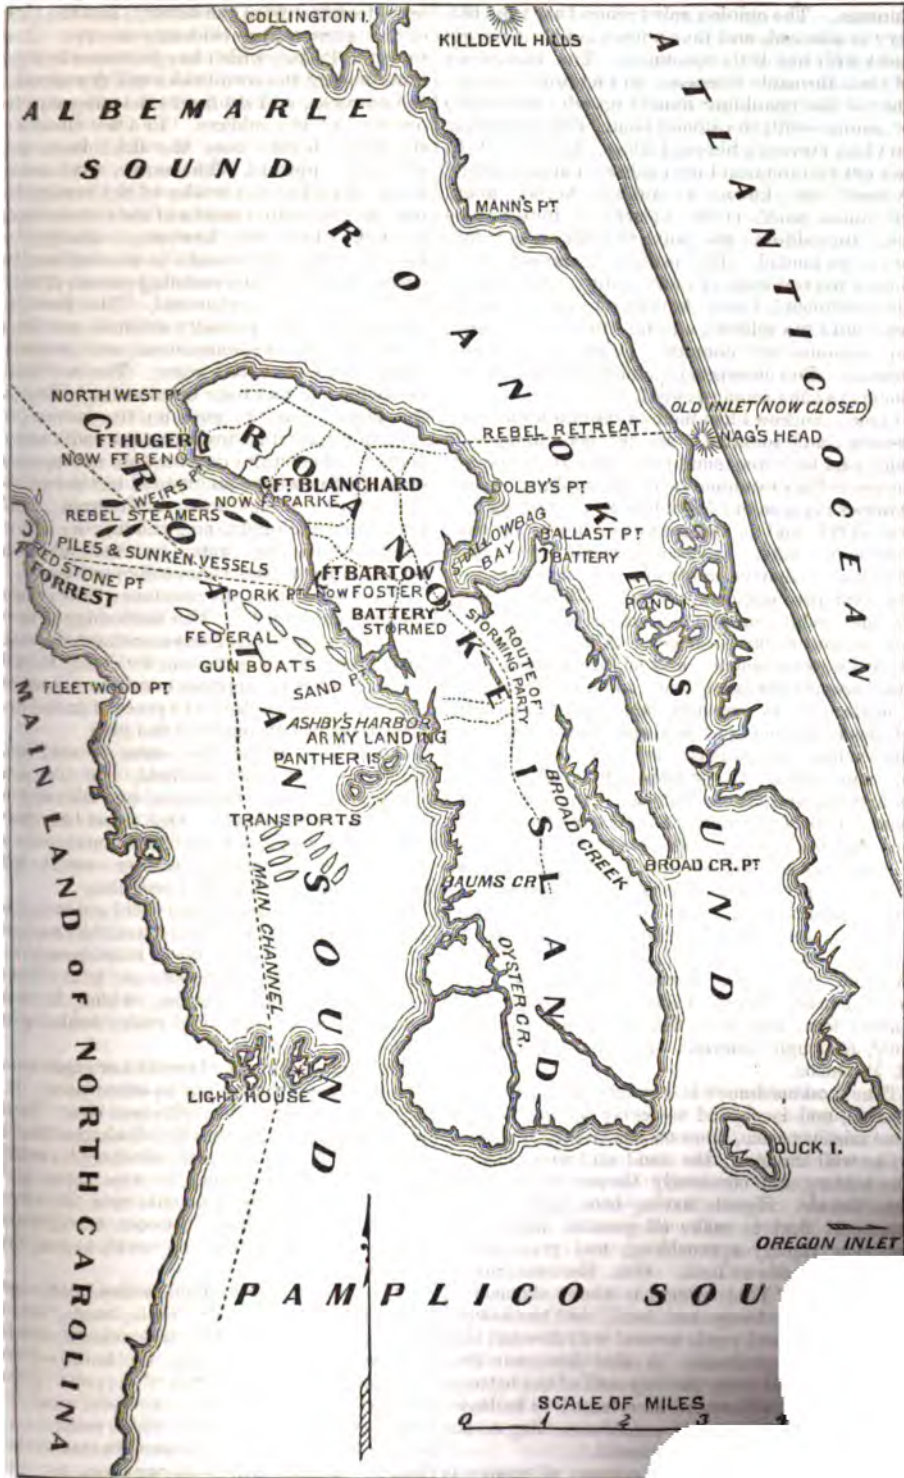 COLLINGTON I.
KILLDEVIL HILLS
ATLANTIC OCEAN
ALBEMARLE
SOUND
MANN'S PT
ROANOKE SOUND
NORTH WEST PT
OLD INLET (NOW CLOSED)
REBEL RETREAT
NAG'S HEAD
CROATAN SOUND
FT HUGER
NOW FT RENO
ROANOKE ISLAND
FT BLANCHARD
NOW FT PARKE
WEIRS PT
DOLBY'S PT
REBEL STEAMERS
SHALLOWBAG
BAY
BALLAST PT
BATTERY
PILES & SUNKEN VESSELS
RED STONE PT
FORREST
FT BARTOW
NOW FOSTER
PORK PT
BATTERY
STORMED
POND I.
FEDERAL
GUN BOATS
ROUTE OF
STORMING PARTY
SAND P
FLEETWOOD PT
ASHBY'S HARBOR
ARMY LANDING
PANTHER IS
MAIN LAND OF NORTH CAROLINA
TRANSPORTS
MAIN CHANNEL
BROAD CREEK
BROAD CR. PT
BAUMS CR
OYSTER CR.
LIGHT HOUSE
DUCK I.
OREGON INLET
PAMPLICO SOU
SCALE OF MILES
0 1 2 3 4